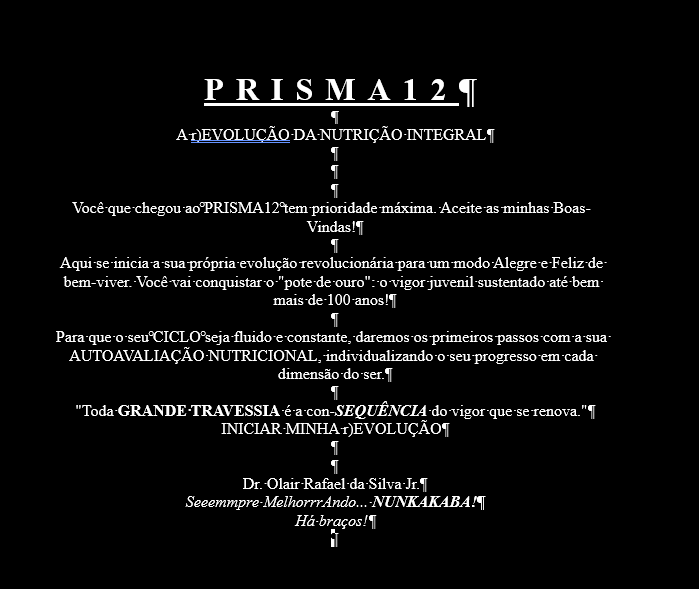 P R I S M A 1 2
A r)EVOLUÇÃO DA NUTRIÇÃO INTEGRAL
Você que chegou ao PRISMA12 tem prioridade máxima. Aceite as minhas Boas-
Vindas!
Aqui se inicia a sua própria evolução revolucionária para um modo Alegre e Feliz de
bem-viver. Você vai conquistar o "pote de ouro": o vigor juvenil sustentado até bem
mais de 100 anos!
Para que o seu CICLO seja fluido e constante, daremos os primeiros passos com a sua
AUTOAVALIAÇÃO NUTRICIONAL, individualizando o seu progresso em cada
dimensão do ser.
"Toda GRANDE TRAVESSIA é a con-SEQUÊNCIA do vigor que se renova."
INICIAR MINHA r)EVOLUÇÃO
Dr. Olair Rafael da Silva Jr.
Seeemmpre MelhorrrAndo... NUNKAKABA!
Há braços!